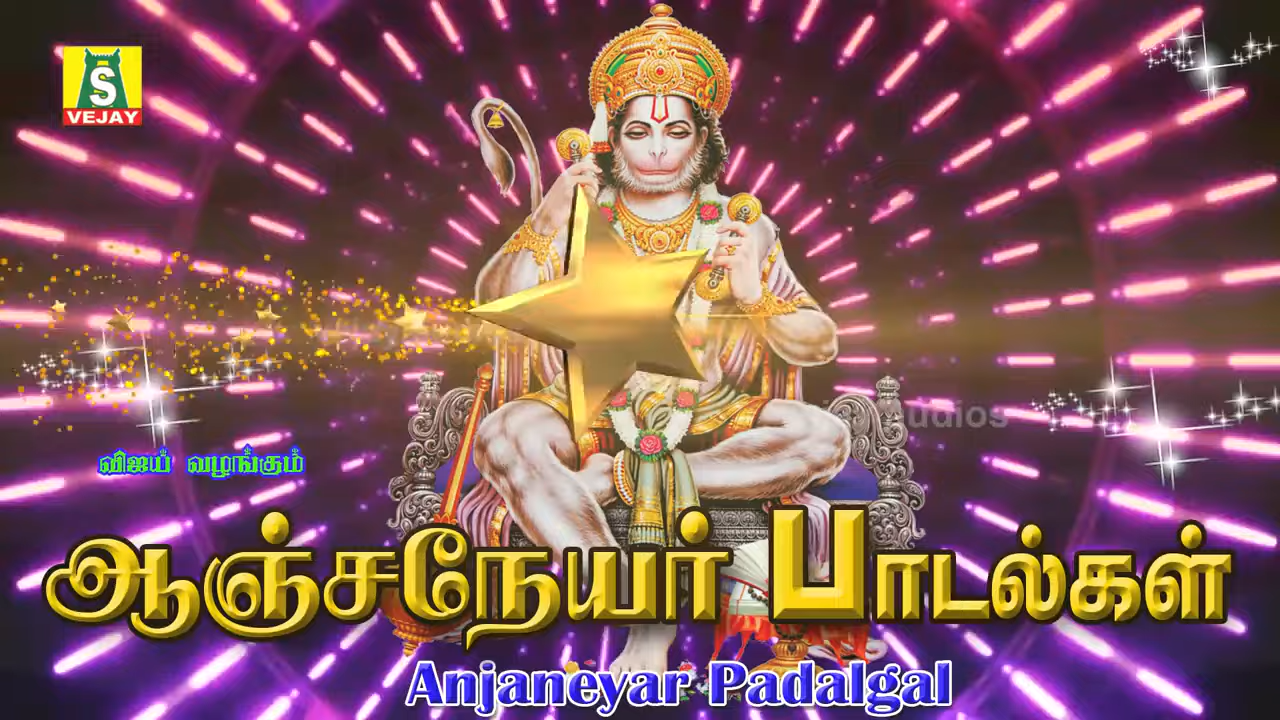 S
VEJAY
விஜய் வழங்கும்
ஆஞ்சநேயர் பாடல்கள்
Anjaneyar Padalgal